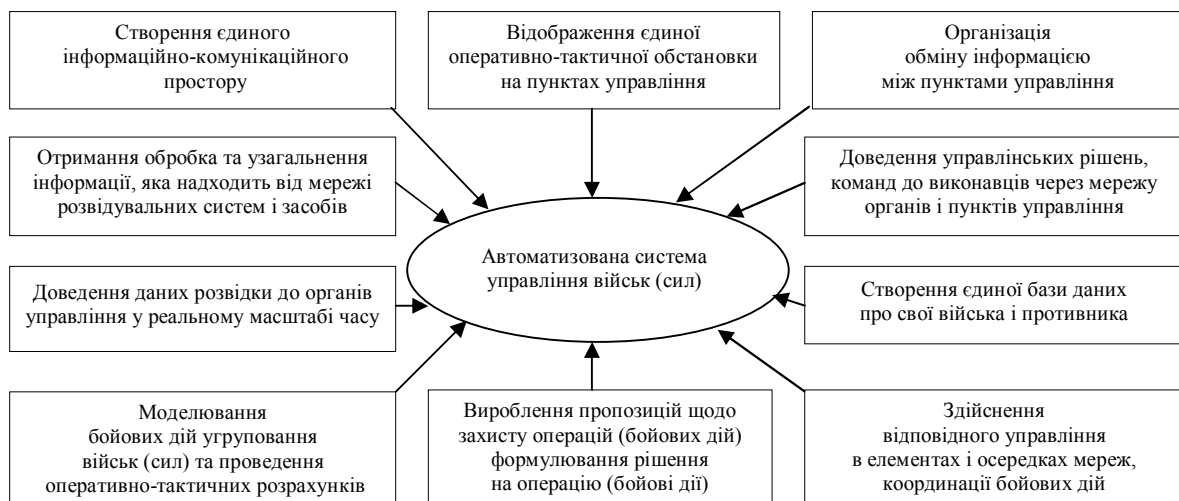 Створення єдиного
інформаційно-комунікаційного
простору
Відображення єдиної
оперативно-тактичної обстановки
на пунктах управління
Організація
обміну інформацією
між пунктами управління
Отримання обробка та узагальнення
інформації, яка надходить від мережі
розвідувальних систем і засобів
Доведення управлінських рішень,
команд до виконавців через мережу
органів і пунктів управління
Автоматизована система
управління військ (сил)
Доведення даних розвідки до органів
управління у реальному масштабі часу
Створення єдиної бази даних
про свої війська і противника
Моделювання
бойових дій угруповання
військ (сил) та проведення
оперативно-тактичних розрахунків
Вироблення пропозицій щодо
захисту операцій (бойових дій)
формулювання рішення
на операцію (бойові дії)
Здійснення
відповідного управління
в елементах і осередках мереж,
координації бойових дій